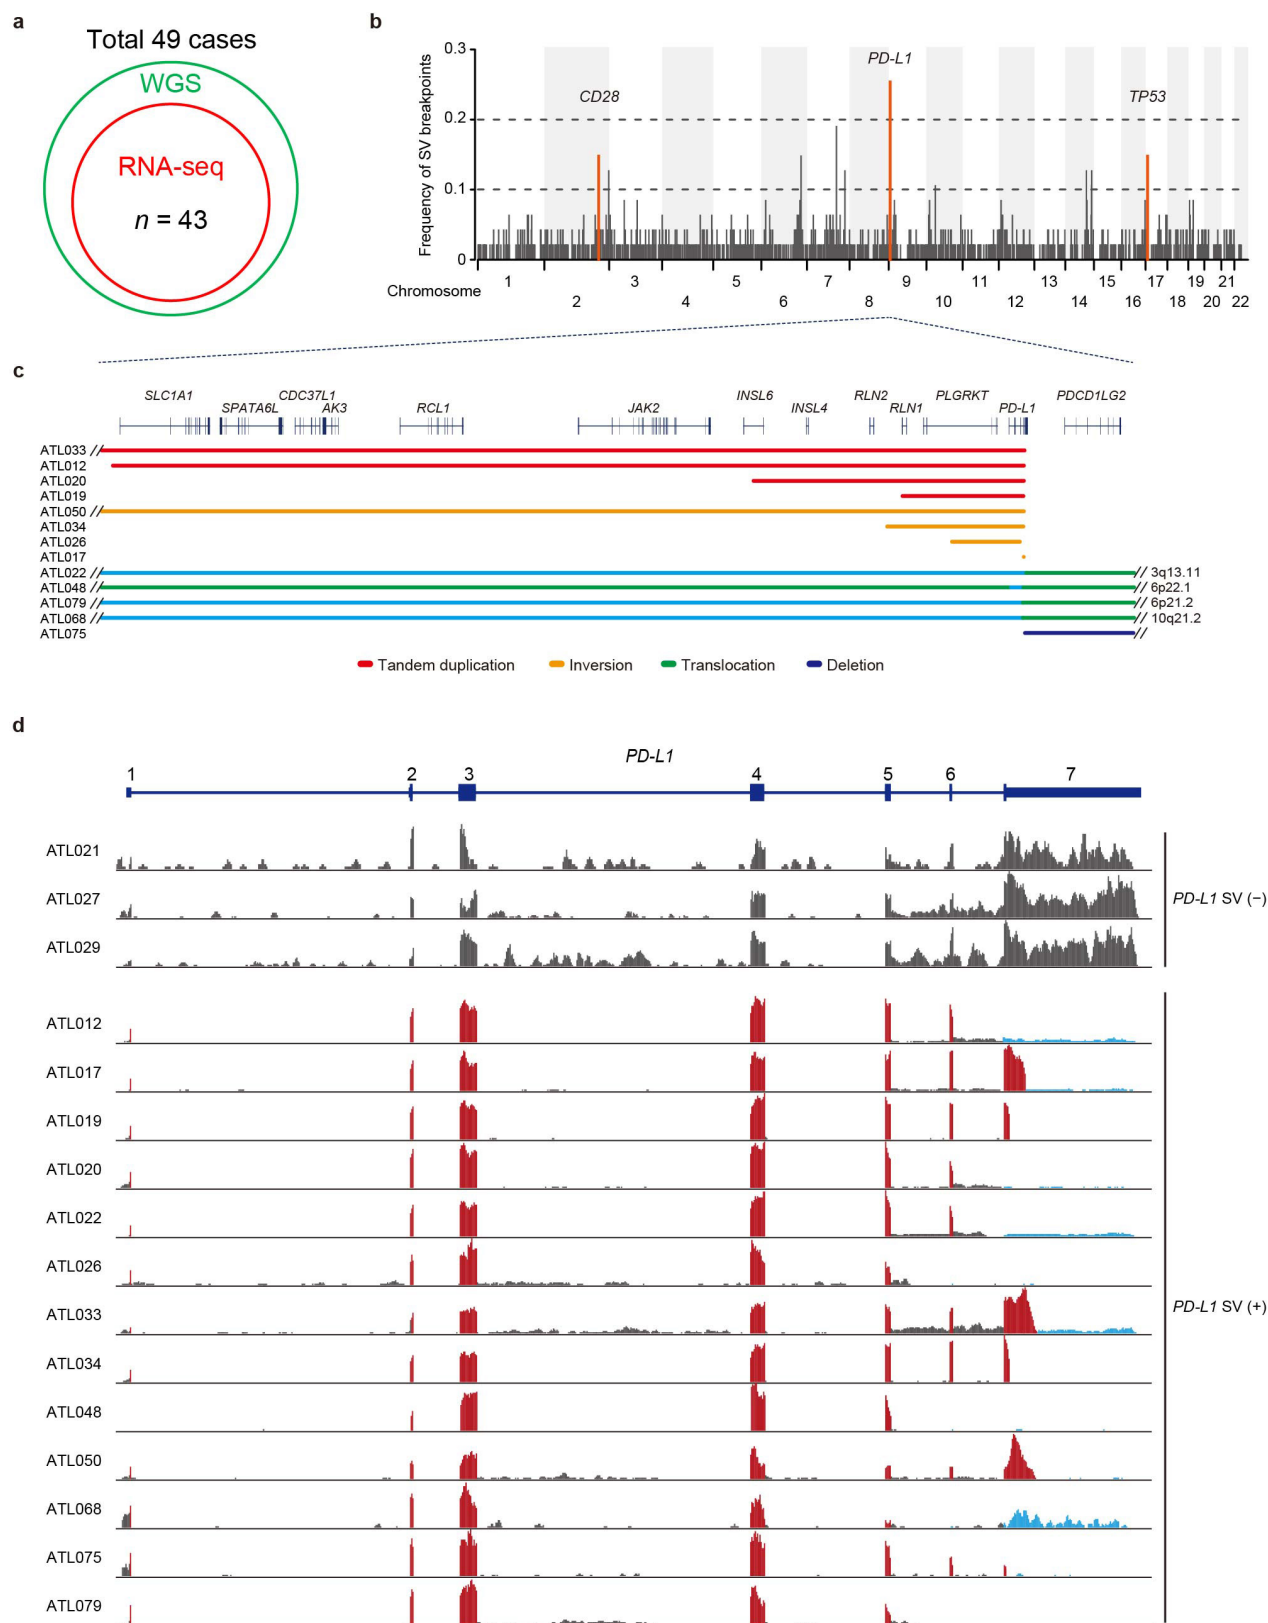 a
Total 49 cases
WGS
RNA-seq
n = 43
b
Frequency of SV breakpoints
0.3
0.2
0.1
0
CD28
PD-L1
TP53
Chromosome
1 2 3 4 5 6 7 8 9 10 11 12 13 14 15 16 17 18 19 20 21 22
c
SLC1A1
SPATA6L
CDC37L1
AK3
RCL1
JAK2
INSL6
INSL4
RLN2
RLN1
PLGRKT
PD-L1
PDCD1LG2
ATL033
ATL012
ATL020
ATL019
ATL050
ATL034
ATL026
ATL017
ATL022 3q13.11
ATL048 6p22.1
ATL079 6p21.2
ATL068 10q21.2
ATL075
Tandem duplication Inversion Translocation Deletion
d
PD-L1
1 2 3 4 5 6 7
ATL021
ATL027
ATL029
PD-L1 SV (−)
ATL012
ATL017
ATL019
ATL020
ATL022
ATL026
ATL033
PD-L1 SV (+)
ATL034
ATL048
ATL050
ATL068
ATL075
ATL079